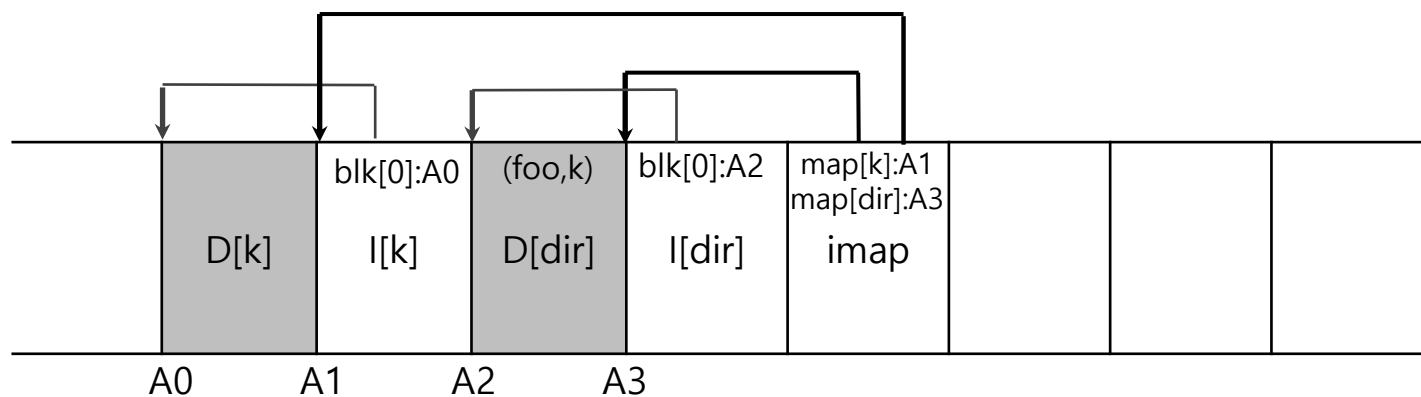 blk[0]:A0
(foo,k)
blk[0]:A2
map[k]:A1
map[dir]:A3
D[k]
I[k]
D[dir]
I[dir]
imap
A0
A1
A2
A3